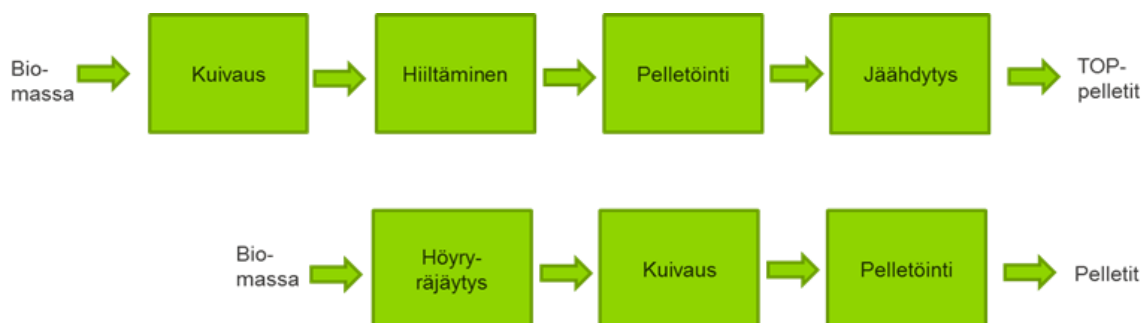 Bio-
massa
Kuivaus
Hiiltäminen
Pelletöinti
Jäähdytys
TOP-
pelletit
Bio-
massa
Höyry-
räjäytys
Kuivaus
Pelletöinti
Pelletit